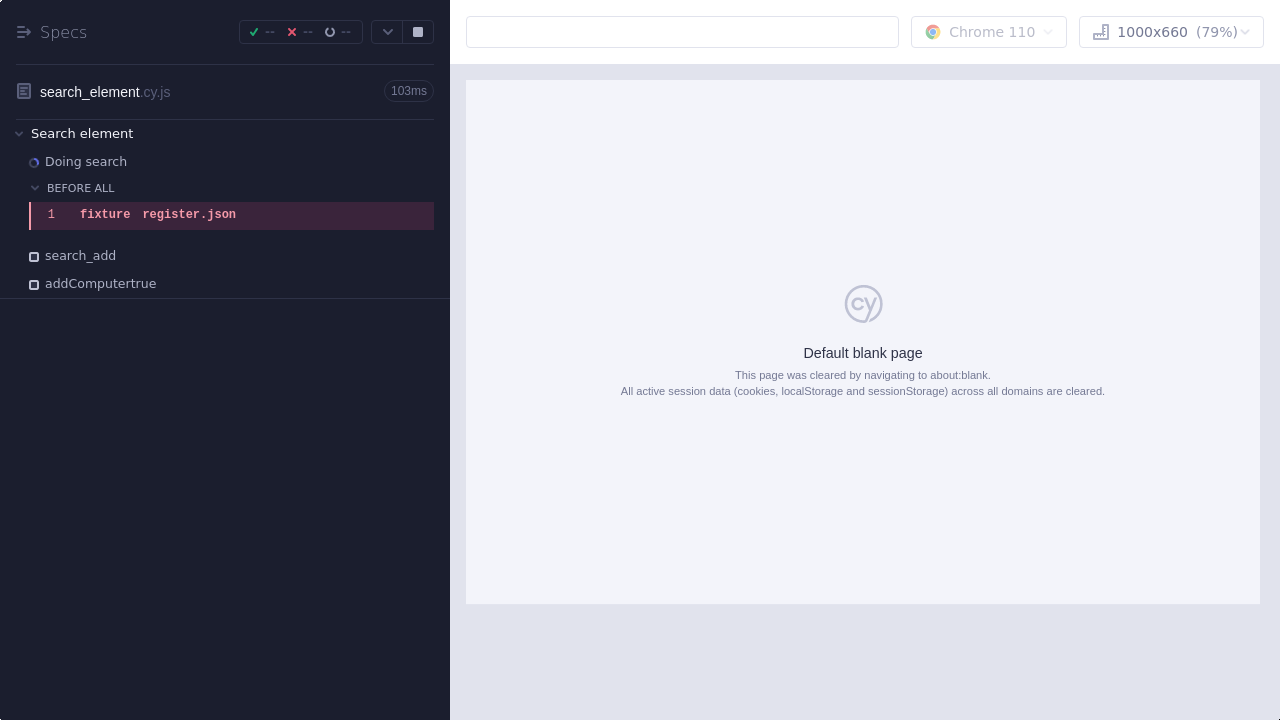 Specs
--
--
--
search_element.cy.js
103ms
Search element
Doing search
BEFORE ALL
1 fixture register.json
search_add
addComputertrue
Chrome 110
1000x660 (79%)
cy
Default blank page
This page was cleared by navigating to about:blank.
All active session data (cookies, localStorage and sessionStorage) across all domains are cleared.